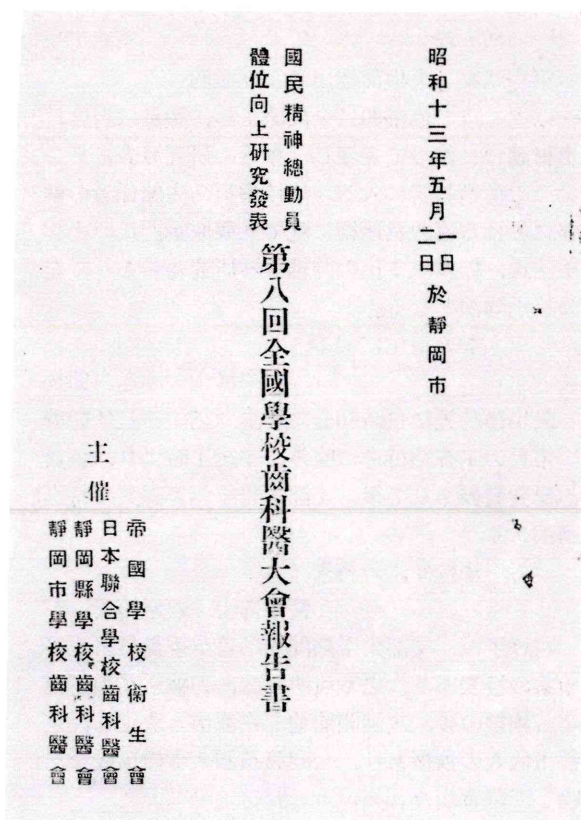 昭和十三年五月一日二日於靜岡市
國民精神總動員
體位向上硏究發表
第八回全國學校齒科醫大會報告書
主催
帝國學校衞生會
日本聯合學校齒科醫會
靜岡縣學校齒科醫會
靜岡市學校齒科醫會